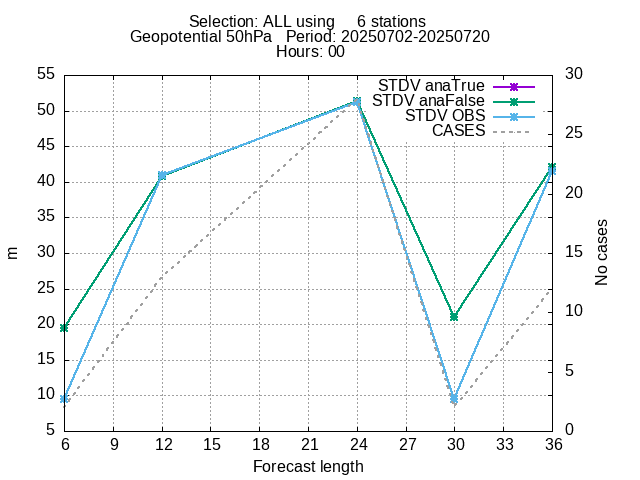 Selection: ALL using     6 stations
Geopotential 50hPa   Period: 20250702-20250720
Hours: 00
STDV anaTrue
STDV anaFalse
STDV OBS
CASES
55
50
45
40
35
30
25
20
15
10
5
m
30
25
20
15
10
5
0
No cases
6 9 12 15 18 21 24 27 30 33 36
Forecast length